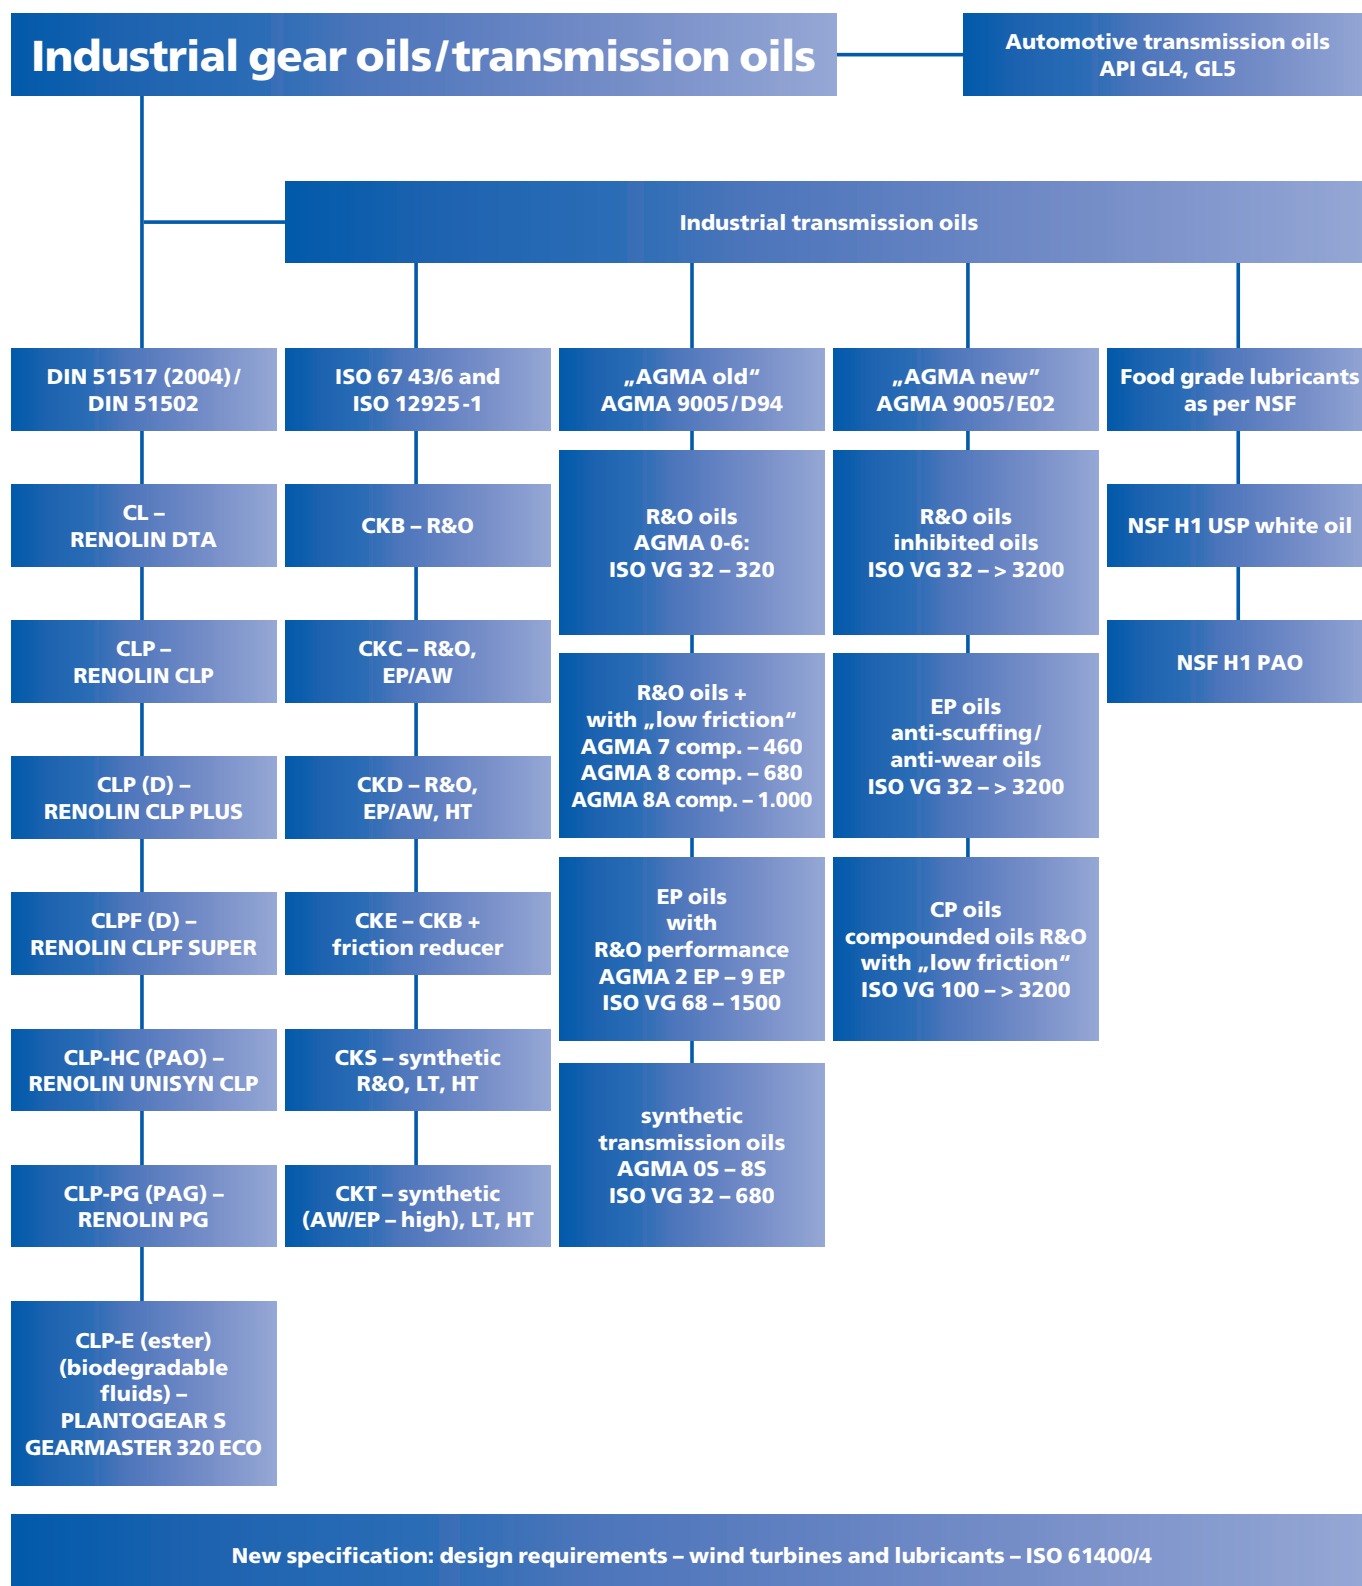 Industrial gear oils/transmission oils
Automotive transmission oils
API GL4, GL5
Industrial transmission oils
DIN 51517 (2004)/
DIN 51502
CL –
RENOLIN DTA
CLP –
RENOLIN CLP
CLP (D) –
RENOLIN CLP PLUS
CLPF (D) –
RENOLIN CLPF SUPER
CLP-HC (PAO) –
RENOLIN UNISYN CLP
CLP-PG (PAG) –
RENOLIN PG
CLP-E (ester)
(biodegradable
fluids) –
PLANTOGEAR S
GEARMASTER 320 ECO
ISO 67 43/6 and
ISO 12925-1
CKB – R&O
CKC – R&O,
EP/AW
CKD – R&O,
EP/AW, HT
CKE – CKB +
friction reducer
CKS – synthetic
R&O, LT, HT
CKT – synthetic
(AW/EP – high), LT, HT
„AGMA old“
AGMA 9005/D94
R&O oils
AGMA 0-6:
ISO VG 32 – 320
R&O oils +
with „low friction“
AGMA 7 comp. – 460
AGMA 8 comp. – 680
AGMA 8A comp. – 1.000
EP oils
with
R&O performance
AGMA 2 EP – 9 EP
ISO VG 68 – 1500
synthetic
transmission oils
AGMA 0S – 8S
ISO VG 32 – 680
„AGMA new”
AGMA 9005/E02
R&O oils
inhibited oils
ISO VG 32 – > 3200
EP oils
anti-scuffing/
anti-wear oils
ISO VG 32 – > 3200
CP oils
compounded oils R&O
with „low friction“
ISO VG 100 – > 3200
Food grade lubricants
as per NSF
NSF H1 USP white oil
NSF H1 PAO
New specification: design requirements – wind turbines and lubricants – ISO 61400/4